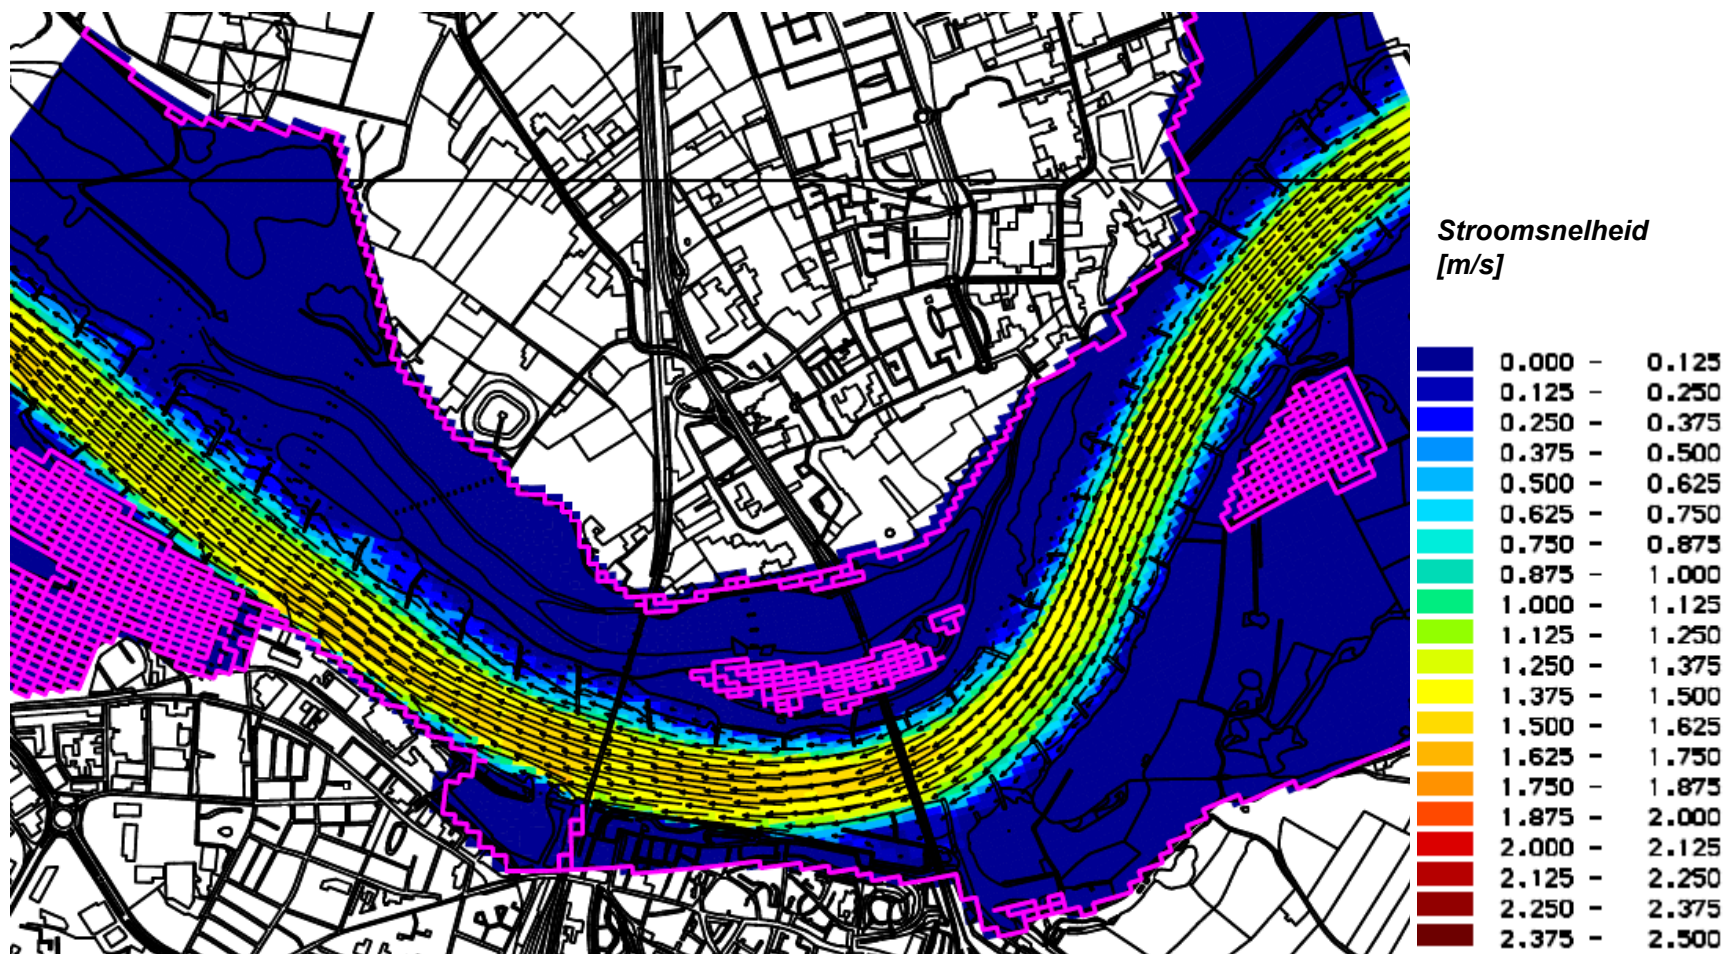 Stroomsnelheid
[m/s]
0.000 – 0.125
0.125 – 0.250
0.250 – 0.375
0.375 – 0.500
0.500 – 0.625
0.625 – 0.750
0.750 – 0.875
0.875 – 1.000
1.000 – 1.125
1.125 – 1.250
1.250 – 1.375
1.375 – 1.500
1.500 – 1.625
1.625 – 1.750
1.750 – 1.875
1.875 – 2.000
2.000 – 2.125
2.125 – 2.250
2.250 – 2.375
2.375 – 2.500